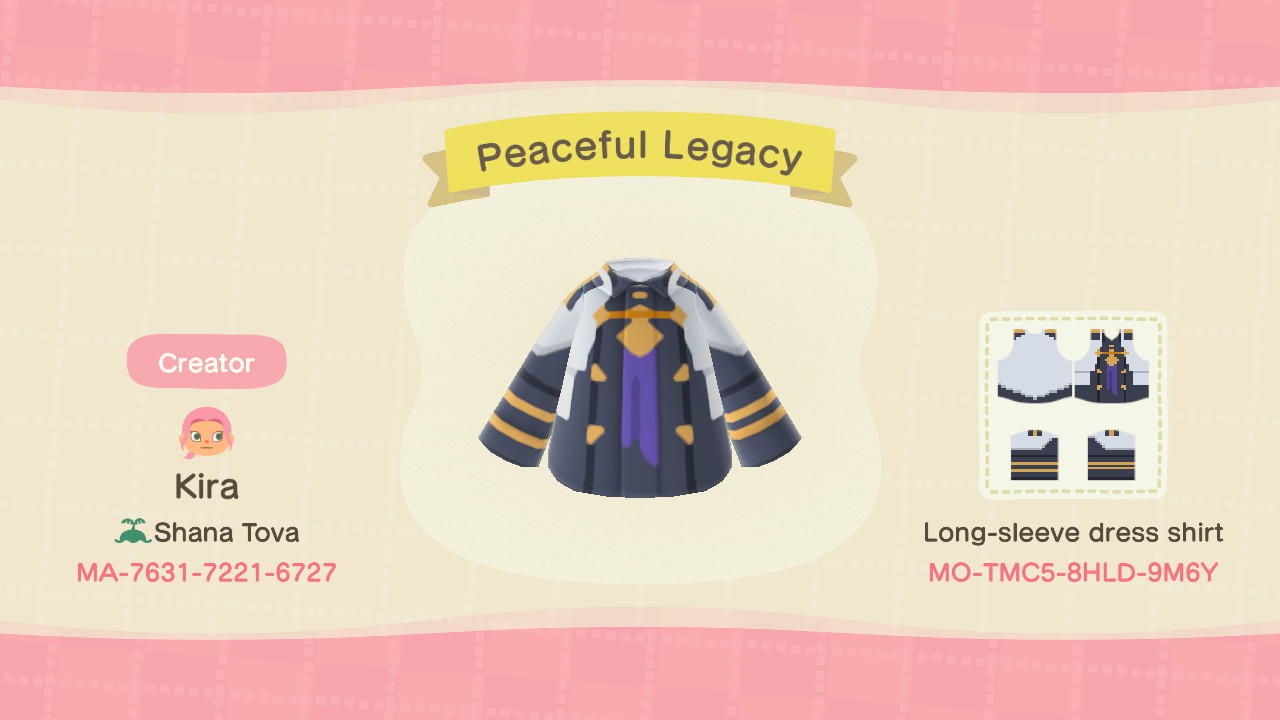 Peaceful Legacy
Creator
Kira
Shana Tova
MA-7631-7221-6727
Long-sleeve dress shirt
MO-TMC5-8HLD-9M6Y